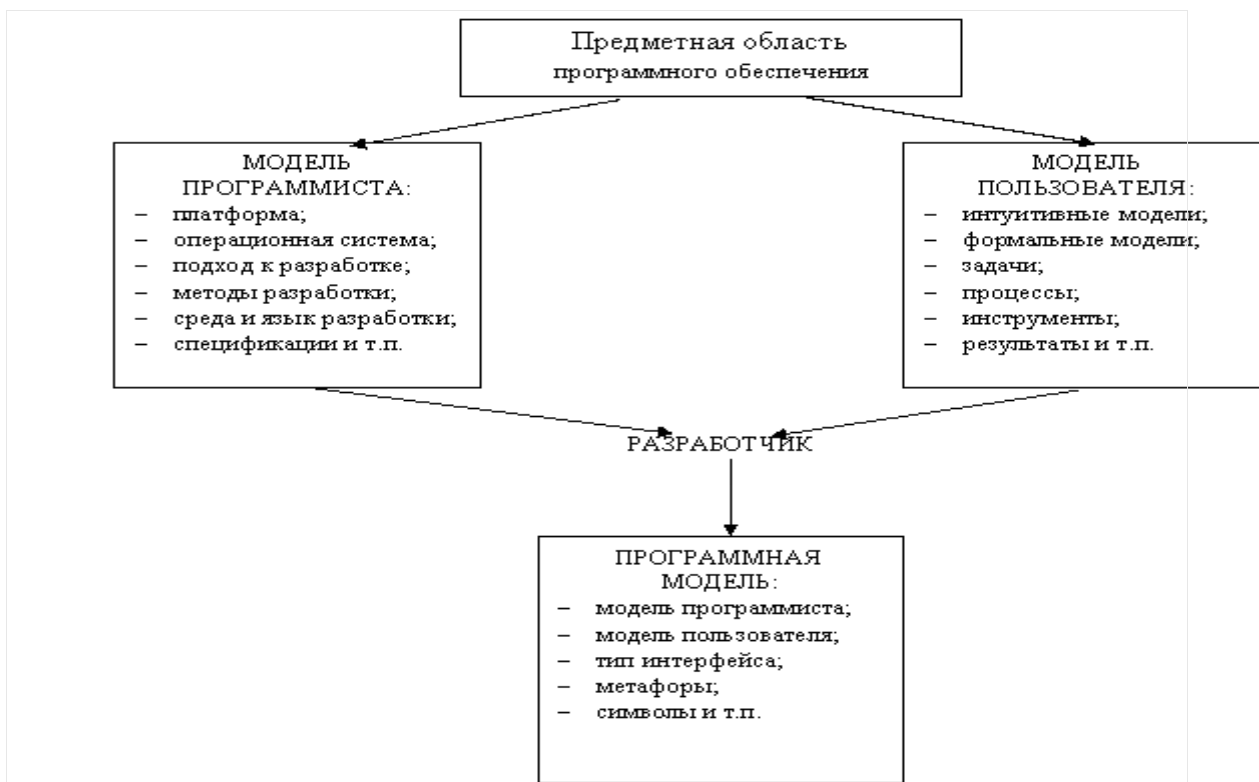 Предметная область
программного обеспечения
МОДЕЛЬ
ПРОГРАММИСТА:
– платформа;
– операционная система;
– подход к разработке;
– методы разработки;
– среда и язык разработки;
– спецификации и т.п.
МОДЕЛЬ
ПОЛЬЗОВАТЕЛЯ:
– интуитивные модели;
– формальные модели;
– задачи;
– процессы;
– инструменты;
– результаты и т.п.
РАЗРАБОТЧИК
ПРОГРАММНАЯ
МОДЕЛЬ:
– модель программиста;
– модель пользователя;
– тип интерфейса;
– метафоры;
– символы и т.п.